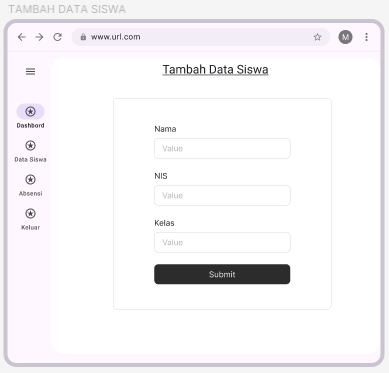 TAMBAH DATA SISWA
www.url.com
M
Tambah Data Siswa
Dashbord
Data Siswa
Absensi
Keluar
Nama
Value
NIS
Value
Kelas
Value
Submit